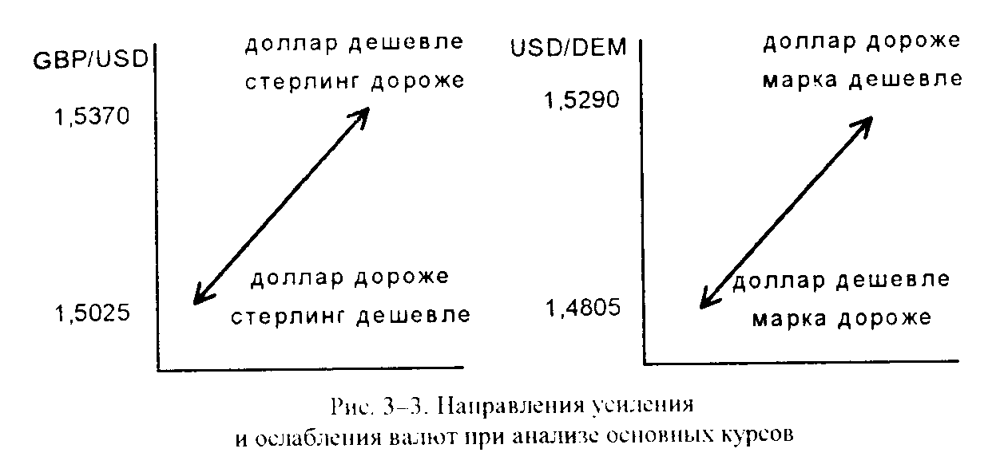 GBP/USD
доллар дешевле
стерлинг дороже
1,5370
доллар дороже
стерлинг дешевле
1,5025
USD/DEM
доллар дороже
марка дешевле
1,5290
доллар дешевле
марка дороже
1,4805
Рис. 3–3. Направления усиления
и ослабления валют при анализе основных курсов